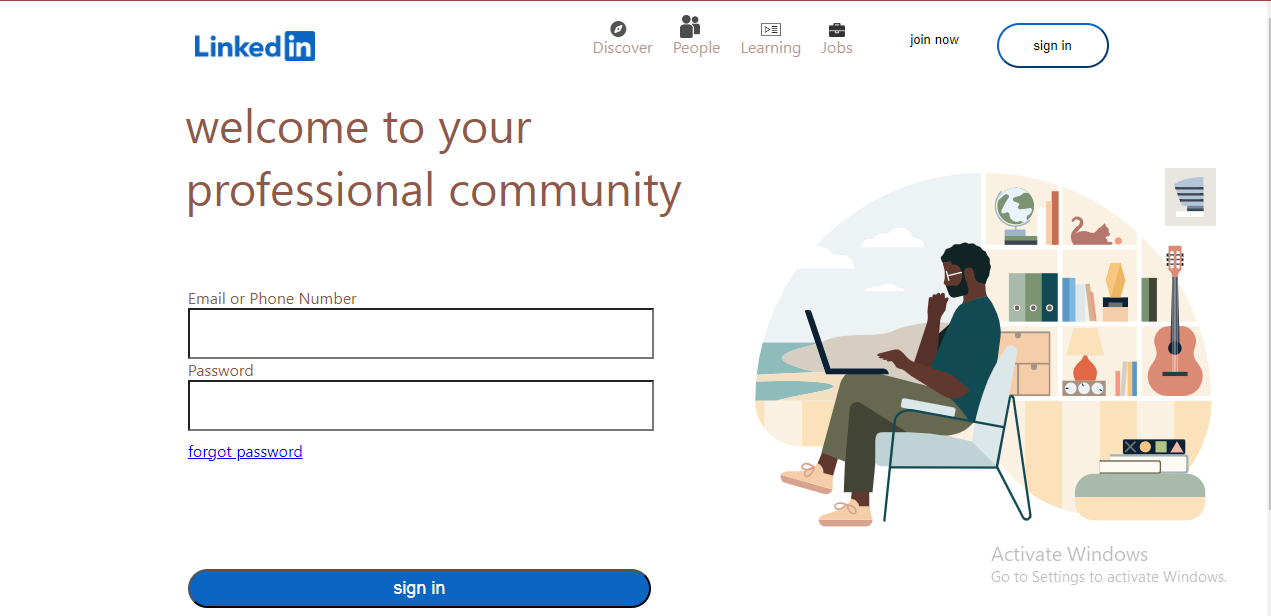 Linkedin
Discover People Learning Jobs join now sign in
welcome to your
professional community
Email or Phone Number
Password
forgot password
sign in
Activate Windows
Go to Settings to activate Windows.